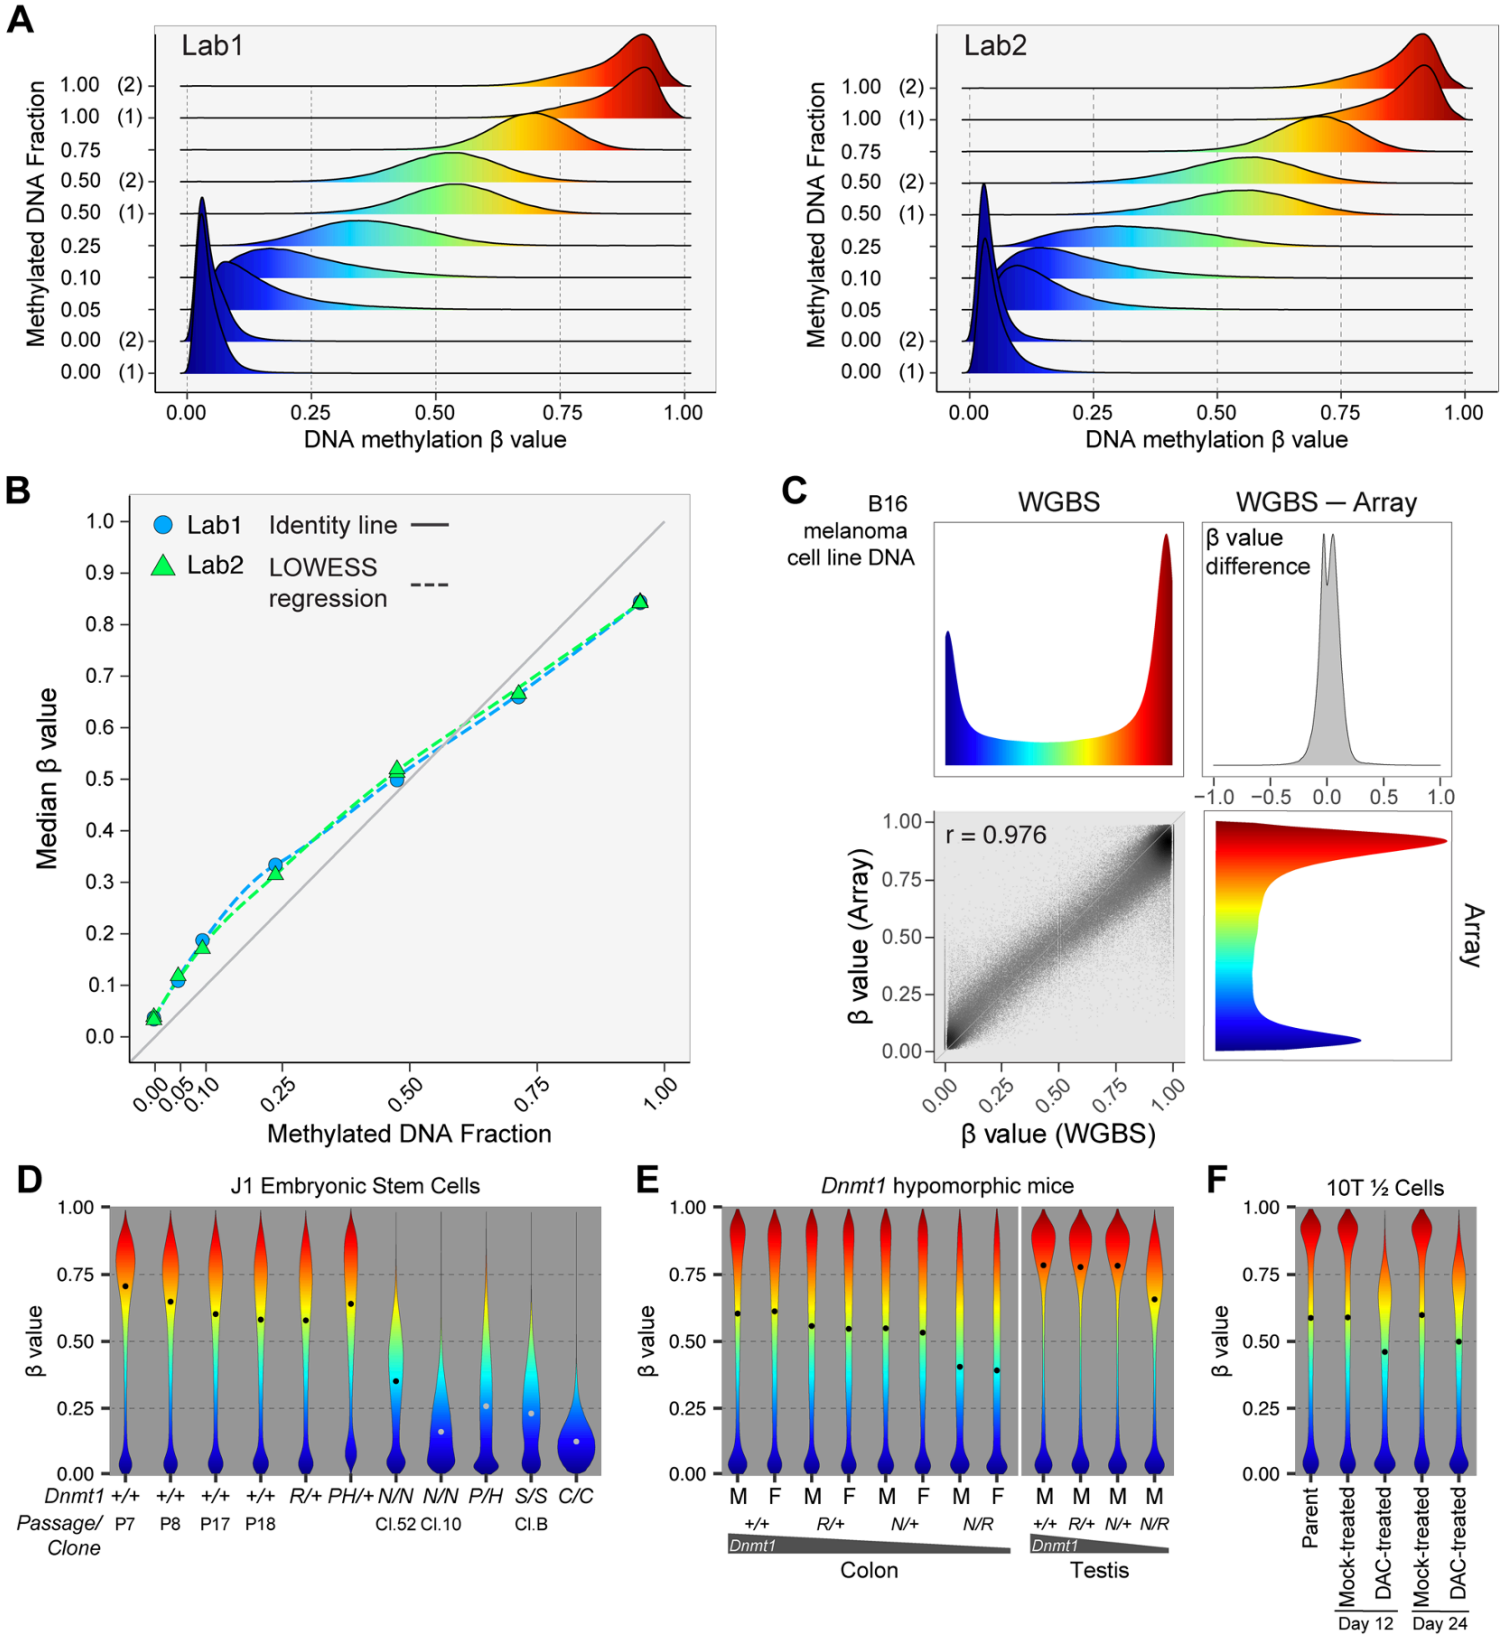 A
Lab1
Methylated DNA Fraction
1.00 (2)
1.00 (1)
0.75
0.50 (2)
0.50 (1)
0.25
0.10
0.05
0.00 (2)
0.00 (1)
0.00 0.25 0.50 0.75 1.00
DNA methylation β value
Lab2
Methylated DNA Fraction
1.00 (2)
1.00 (1)
0.75
0.50 (2)
0.50 (1)
0.25
0.10
0.05
0.00 (2)
0.00 (1)
0.00 0.25 0.50 0.75 1.00
DNA methylation β value
B
Lab1 Identity line
Lab2 LOWESS
regression
Median β value
1.0
0.9
0.8
0.7
0.6
0.5
0.4
0.3
0.2
0.1
0.0
0.00 0.05 0.10 0.25 0.50 0.75 1.00
Methylated DNA Fraction
C
B16
melanoma
cell line DNA
WGBS
WGBS — Array
β value
difference
−1.0 −0.5 0.0 0.5 1.0
r = 0.976
β value (Array)
1.00
0.75
0.50
0.25
0.00
0.00 0.25 0.50 0.75 1.00
β value (WGBS)
Array
D
J1 Embryonic Stem Cells
β value
1.00
0.75
0.50
0.25
0.00
Dnmt1 +/+ +/+ +/+ +/+ R/+ PH/+ N/N N/N P/H S/S C/C
Passage/ P7 P8 P17 P18 Cl.52 Cl.10 Cl.B
Clone
E
Dnmt1 hypomorphic mice
β value
1.00
0.75
0.50
0.25
0.00
M F M F M F M F M M M M
+/+ R/+ N/+ N/R +/+ R/+ N/+ N/R
Dnmt1 Dnmt1
Colon Testis
F
10T ½ Cells
β value
1.00
0.75
0.50
0.25
0.00
Parent
Mock-treated
DAC-treated
Mock-treated
DAC-treated
Day 12 Day 24